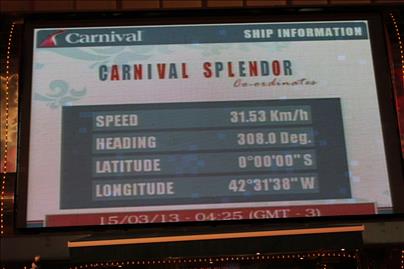 Carnival
SHIP INFORMATION
CARNIVAL SPLENDOR
Co-ordinates
SPEED 31.53 Km/h
HEADING 308.0 Deg.
LATITUDE 0°00'00" S
LONGITUDE 42°31'38" W
15/03/13 - 04:25 (GMT - 3)